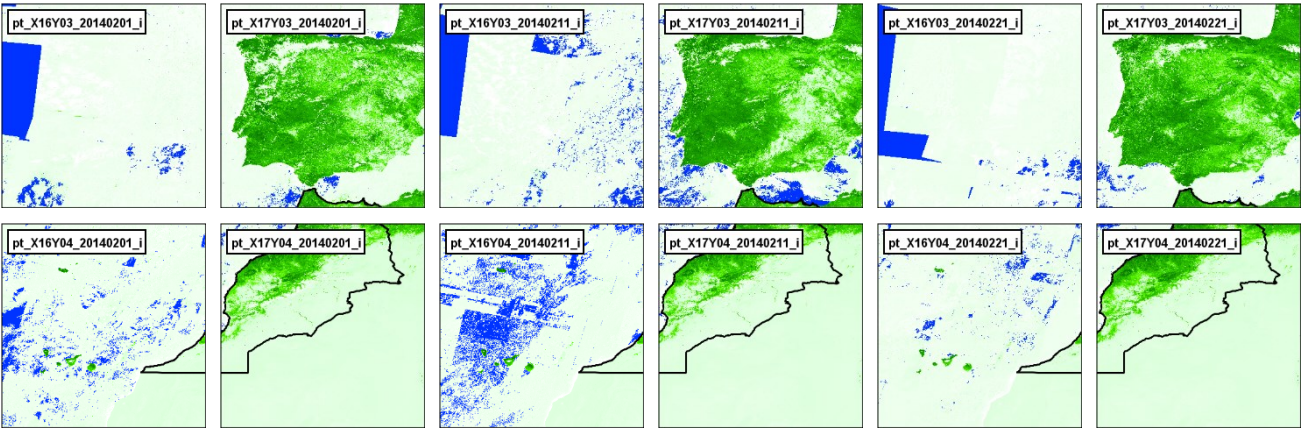 pt_X16Y03_20140201_i
pt_X17Y03_20140201_i
pt_X16Y03_20140211_i
pt_X17Y03_20140211_i
pt_X16Y03_20140221_i
pt_X17Y03_20140221_i
pt_X16Y04_20140201_i
pt_X17Y04_20140201_i
pt_X16Y04_20140211_i
pt_X17Y04_20140211_i
pt_X16Y04_20140221_i
pt_X17Y04_20140221_i